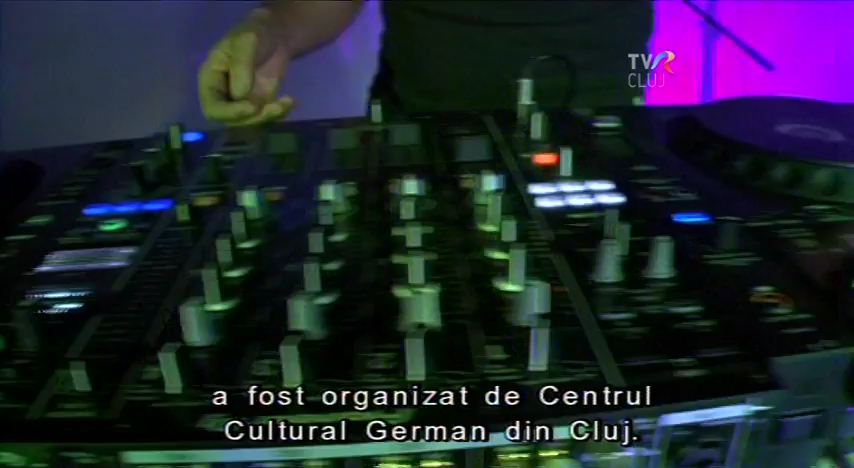 TVR
CLUJ
a fost organizat de Centrul
Cultural German din Cluj.